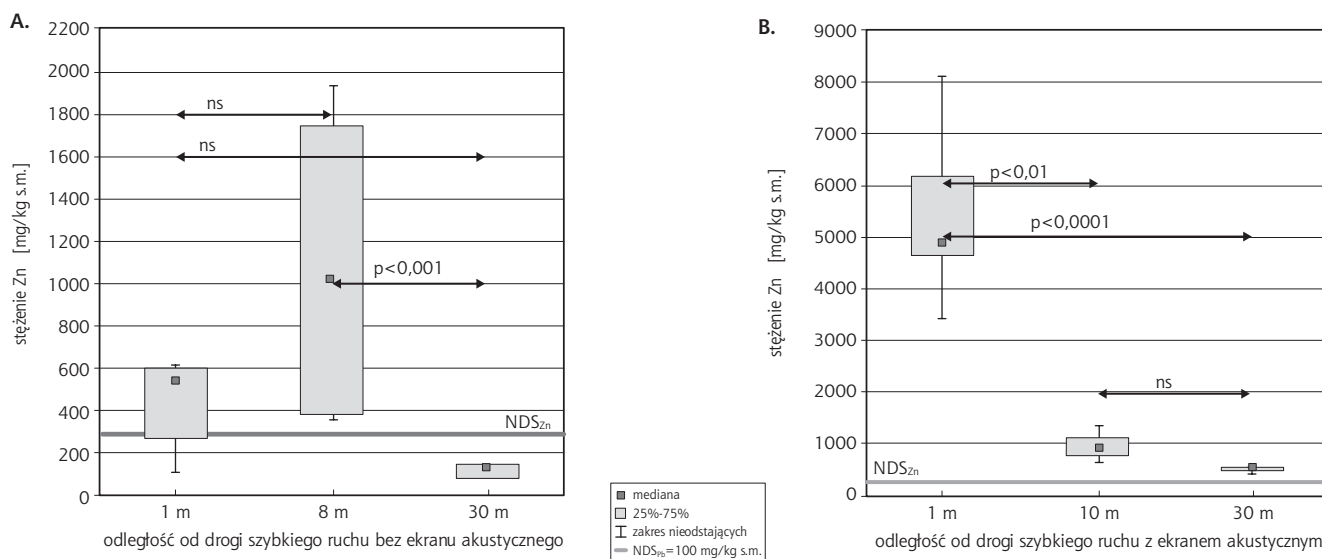 A.
stężenie Zn [mg/kg s.m.]
2200
2000
1800
1600
1400
1200
1000
800
600
400
200
0
ns
ns
p<0,001
NDSZn
1 m
8 m
30 m
odległość od drogi szybkiego ruchu bez ekranu akustycznego
mediana
25%-75%
zakres nieodstających
NDSPb=100 mg/kg s.m.
B.
stężenie Zn [mg/kg s.m.]
9000
8000
7000
6000
5000
4000
3000
2000
1000
0
p<0,01
p<0,0001
ns
NDSZn
1 m
10 m
30 m
odległość od drogi szybkiego ruchu z ekranem akustycznym